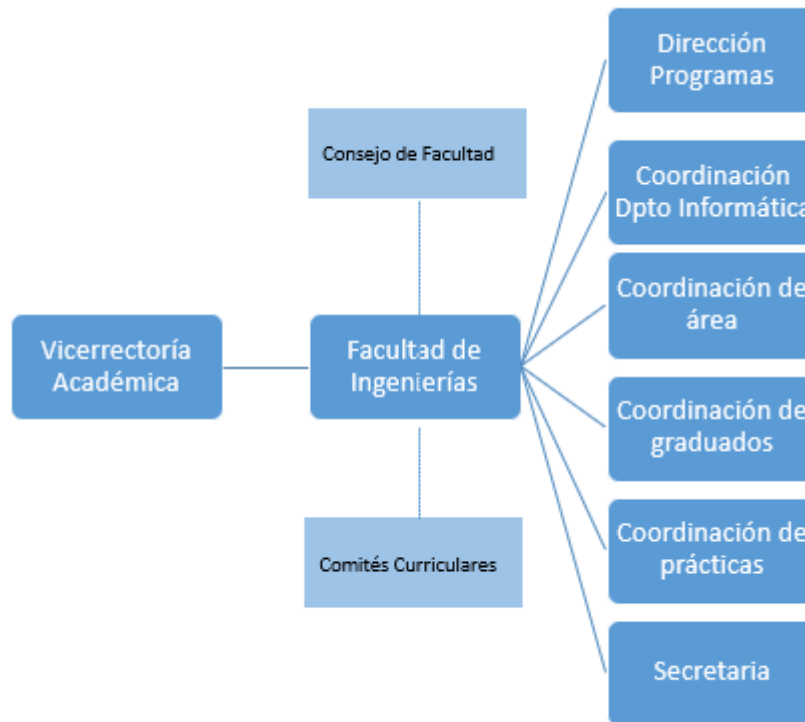 Dirección
Programas
Consejo de Facultad
Coordinación
Dpto Informática
Coordinación de
área
Vicerrectoría
Académica
Facultad de
Ingenierías
Coordinación de
graduados
Comités Curriculares
Coordinación de
prácticas
Secretaria